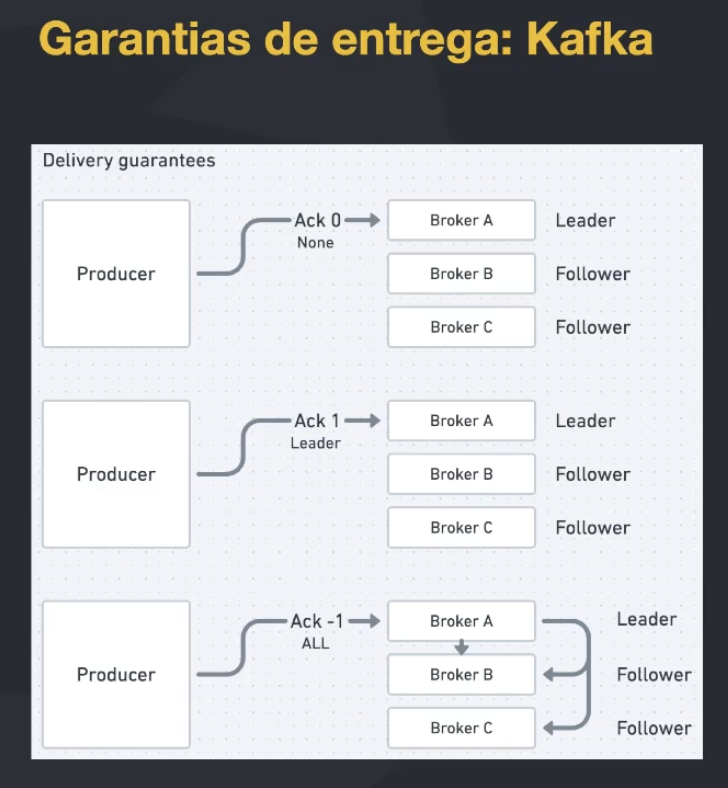 Garantias de entrega: Kafka
Delivery guarantees
Producer
Ack 0
None
Broker A
Leader
Broker B
Follower
Broker C
Follower
Producer
Ack 1
Leader
Broker A
Leader
Broker B
Follower
Broker C
Follower
Producer
Ack -1
ALL
Broker A
Leader
Broker B
Follower
Broker C
Follower